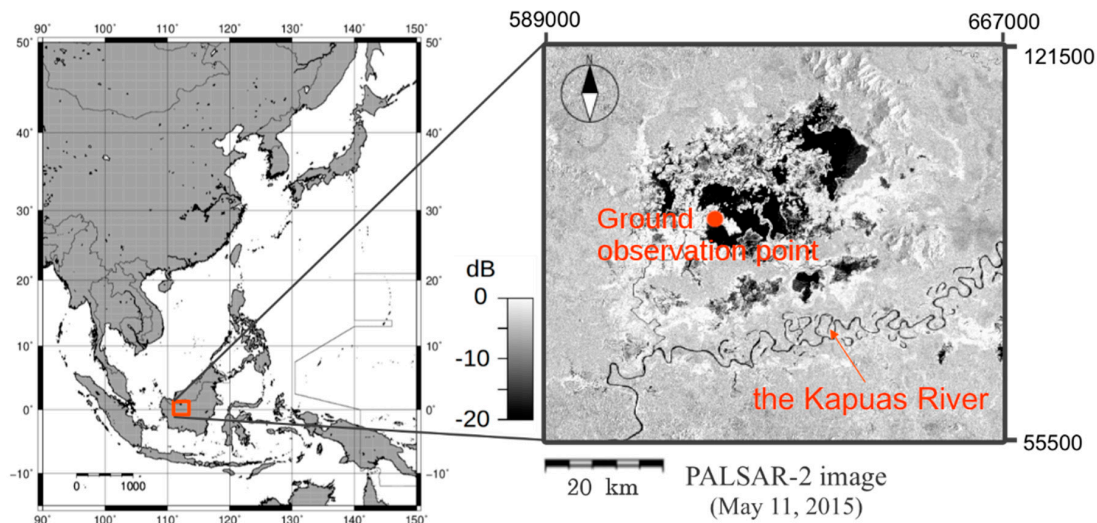 90° 100° 110° 120° 130° 140° 150°
50° 50°
40° 40°
30° 30°
20° 20°
10° 10°
0° 0°
−10° −10°
0 1000
90° 100° 110° 120° 130° 140° 150°
dB
0
-10
-20
589000 667000
121500
55500
N
Ground
observation point
the Kapuas River
20 km
PALSAR-2 image
(May 11, 2015)